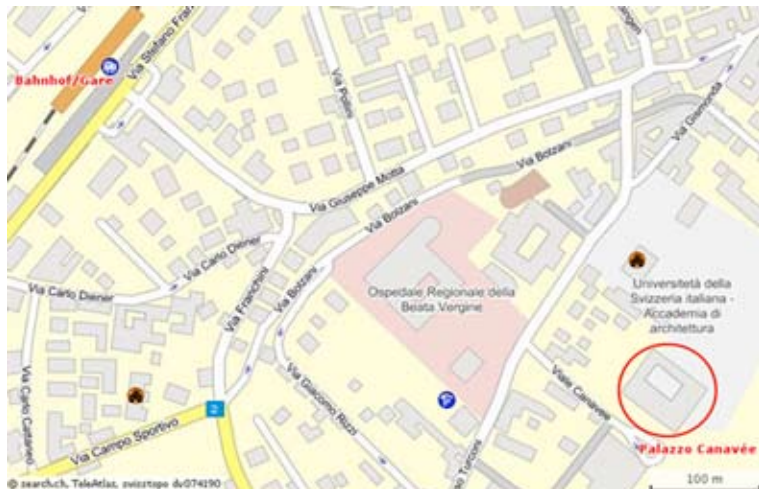 Via Stefano Franscini
Bahnhof/Gare
Via Pollini
Via Gismonda
Via Bolzani
Via Giuseppe Motta
Via Bolzani
Via Carlo Diener
Via Franchini
Via Bolzani
Via Carlo Diener
Ospedale Regionale della
Beata Vergine
Universetà della
Svizzera italiana -
Accademia di
architettura
Via Carlo Cattaneo
Via Giacomo Rizzi
Viale Canavee
2
Via Campo Sportivo
Turconi
Palazzo Canavée
© search.ch, TeleAtlas, swisstopo dv074190
100 m